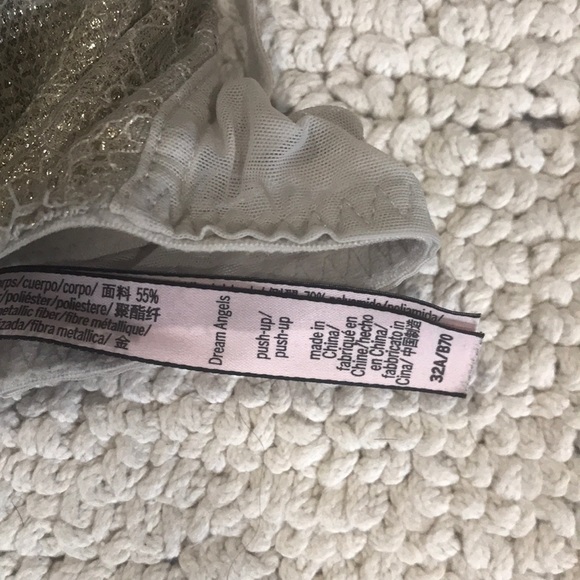 orps/cuerpo/corpo/ 面料 55%
/poliéster/poliestere/ 聚酯纤
metallic fiber/fibre métallique/
zada/fibra metallica/ 金
Dream Angels
push-up/
push-up
made in
China/
fabriqué en
Chine/hecho
en China/
fabbricato in
Cina/ 中国制造
32A/B70